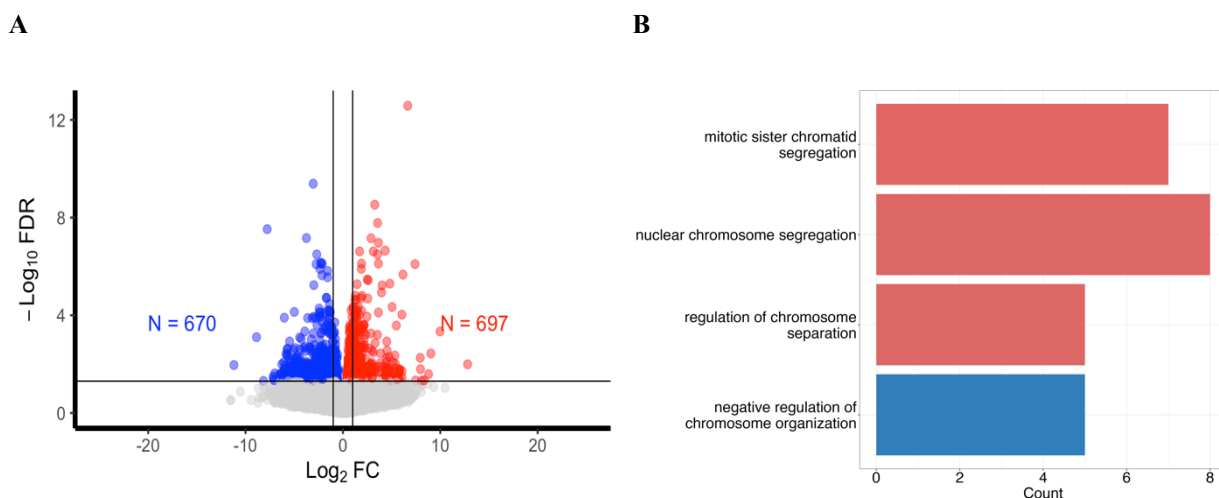 A
B
12
8
4
0
− Log10 FDR
N = 670
N = 697
-20
-10
0
10
20
Log2 FC
mitotic sister chromatid
segregation
nuclear chromosome segregation
regulation of chromosome
separation
negative regulation of
chromosome organization
0
2
4
6
8
Count